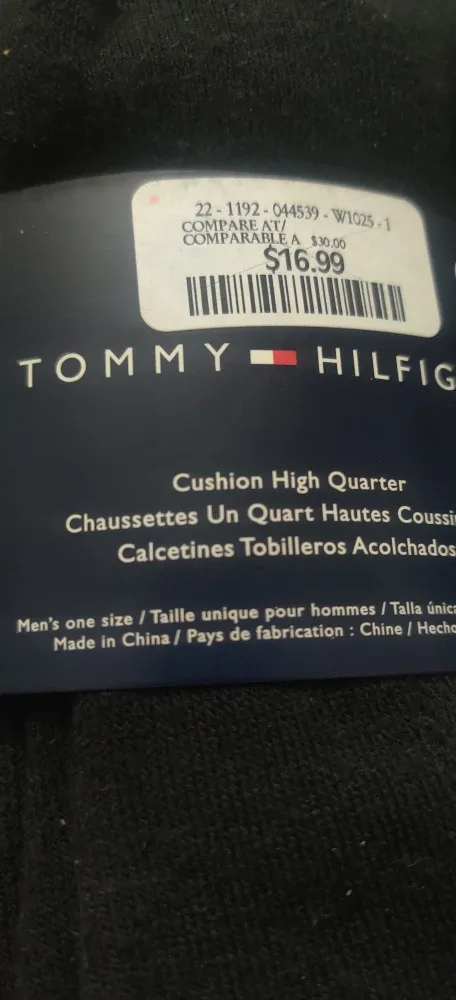 22 - 1192 - 044539 - W1025 - 1
COMPARE AT/
COMPARABLE A $30.00
$16.99
TOMMY HILFIG
Cushion High Quarter
Chaussettes Un Quart Hautes Coussi
Calcetines Tobilleros Acolchados
Men's one size / Taille unique pour hommes / Talla única
Made in China / Pays de fabrication : Chine / Hecho